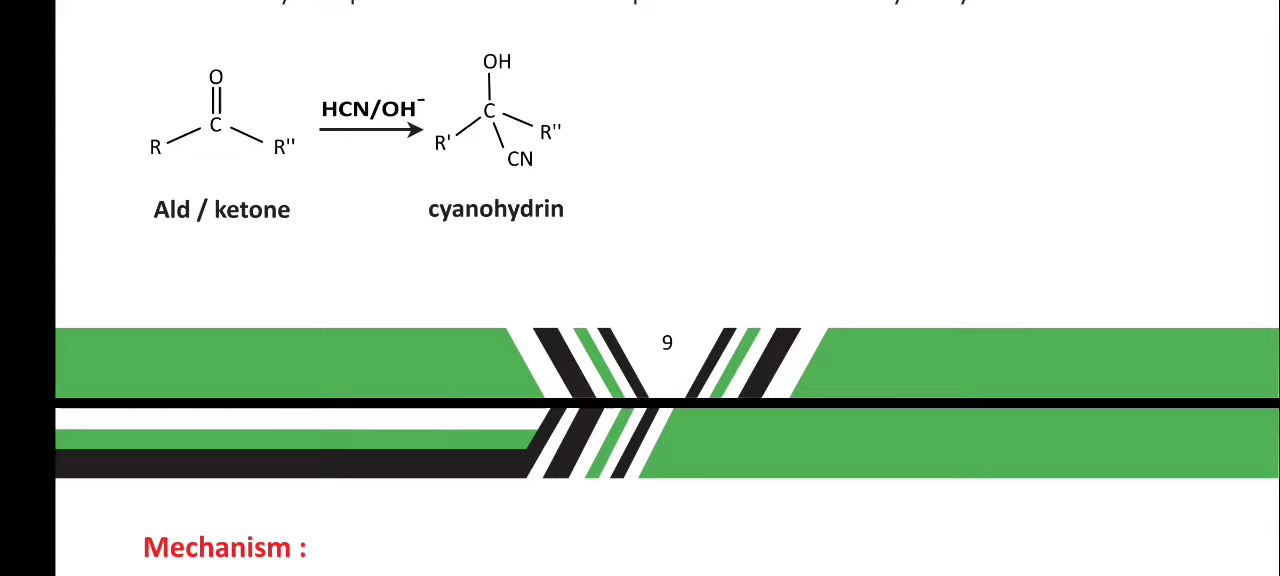 O
||
C
R R''
HCN/OH⁻
OH
C
R' R''
CN
Ald / ketone cyanohydrin
9
Mechanism :